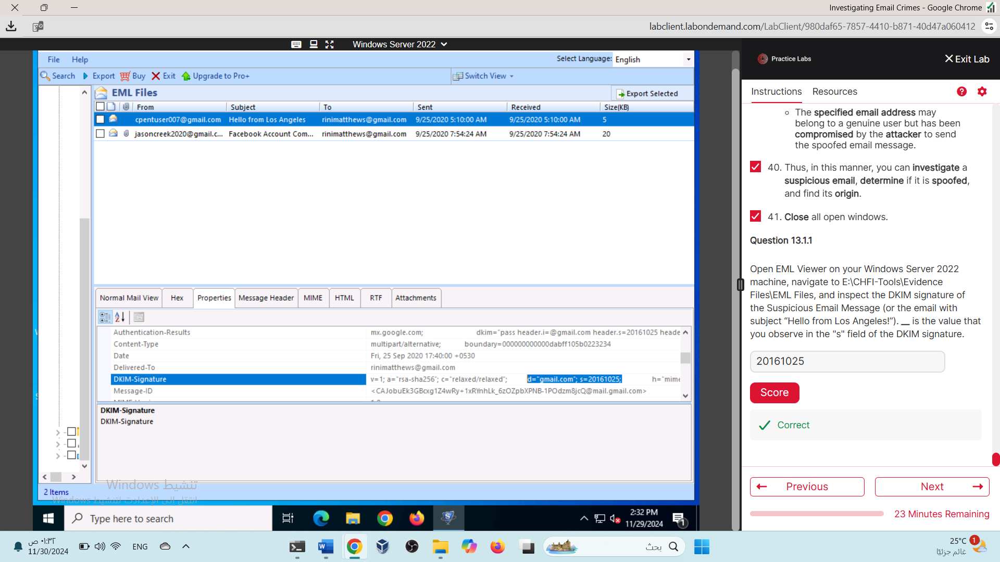 Investigating Email Crimes - Google Chrome
labclient.labondemand.com/LabClient/980daf65-7857-4410-b871-40d47a060412
Windows Server 2022
File Help
Select Language: English
Search Export Buy Exit Upgrade to Pro+
Switch View
EML Files
Export Selected
From Subject To Sent Received Size(KB)
cpentuser007@gmail.com Hello from Los Angeles rinimatthews@gmail.com 9/25/2020 5:10:00 AM 9/25/2020 5:10:00 AM 5
jasoncreek2020@gmail.c... Facebook Account Com... rinimatthews@gmail.com 9/25/2020 7:54:24 AM 9/25/2020 7:54:24 AM 20
Normal Mail View Hex Properties Message Header MIME HTML RTF Attachments
Authentication-Results mx.google.com; dkim="pass header.i=@gmail.com header.s=20161025 heade
Content-Type multipart/alternative; boundary=000000000000dabff105b0223234
Date Fri, 25 Sep 2020 17:40:00 +0530
Delivered-To rinimatthews@gmail.com
DKIM-Signature v=1; a="rsa-sha256"; c="relaxed/relaxed"; d="gmail.com"; s=20161025; h="mime
Message-ID <CAJobuEk3GBcxg1Z4wRy+1xRYnhLk_6zOZpbXPNB-1POdzm8jcQ@mail.gmail.com>
DKIM-Signature
DKIM-Signature
تنشيط Windows
انتقل إلى الإعدادات لتنشيط Windows.
2 Items
Type here to search
2:32 PM
11/29/2024
1
Practice Labs
Exit Lab
Instructions Resources
The specified email address may
belong to a genuine user but has been
compromised by the attacker to send
the spoofed email message.
40. Thus, in this manner, you can investigate a
suspicious email, determine if it is spoofed,
and find its origin.
41. Close all open windows.
Question 13.1.1
Open EML Viewer on your Windows Server 2022
machine, navigate to E:\CHFI-Tools\Evidence
Files\EML Files, and inspect the DKIM signature of
the Suspicious Email Message (or the email with
subject “Hello from Los Angeles!”). __ is the value that
you observe in the "s" field of the DKIM signature.
20161025
Score
Correct
Previous Next
23 Minutes Remaining
٠١:٣٢ ص
11/30/2024
ENG
بحث
25°C
غائم جزئيًا
1